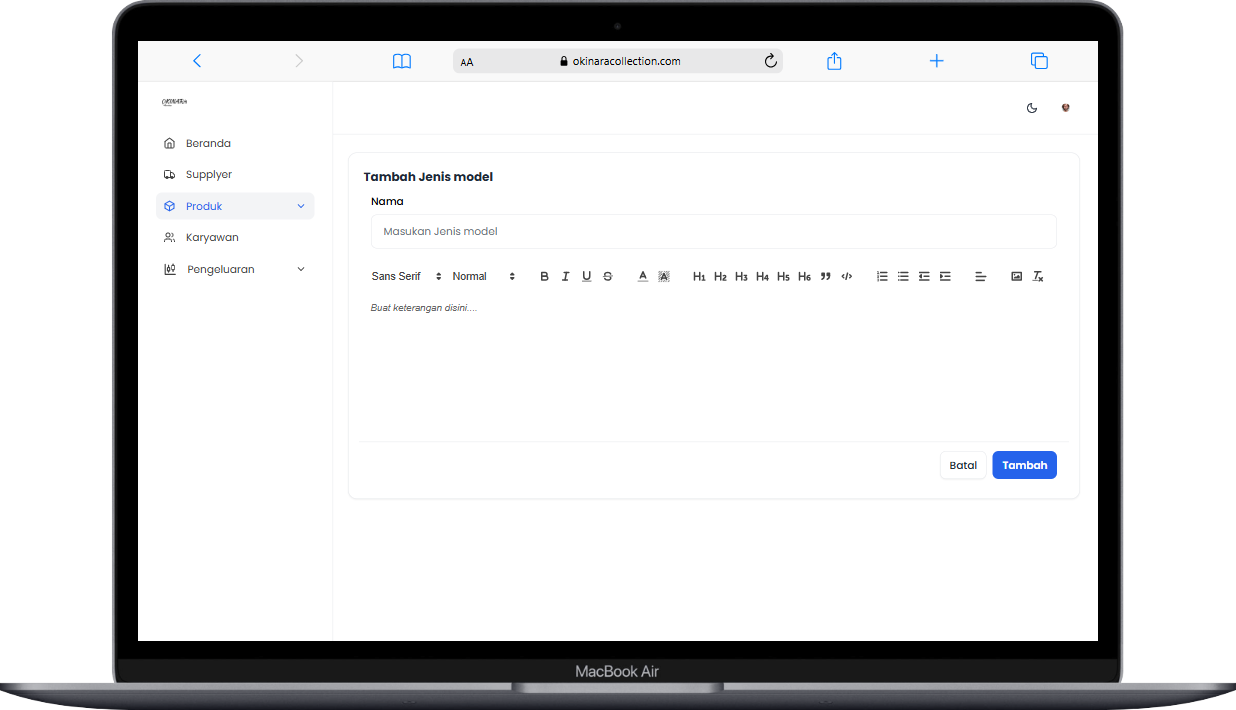 AA okinaracollection.com
OKINARA
Beranda
Supplyer
Produk
Karyawan
Pengeluaran
Tambah Jenis model
Nama
Masukan Jenis model
Sans Serif Normal B I U S A A H1 H2 H3 H4 H5 H6 ” </>
Buat keterangan disini....
Batal Tambah
MacBook Air